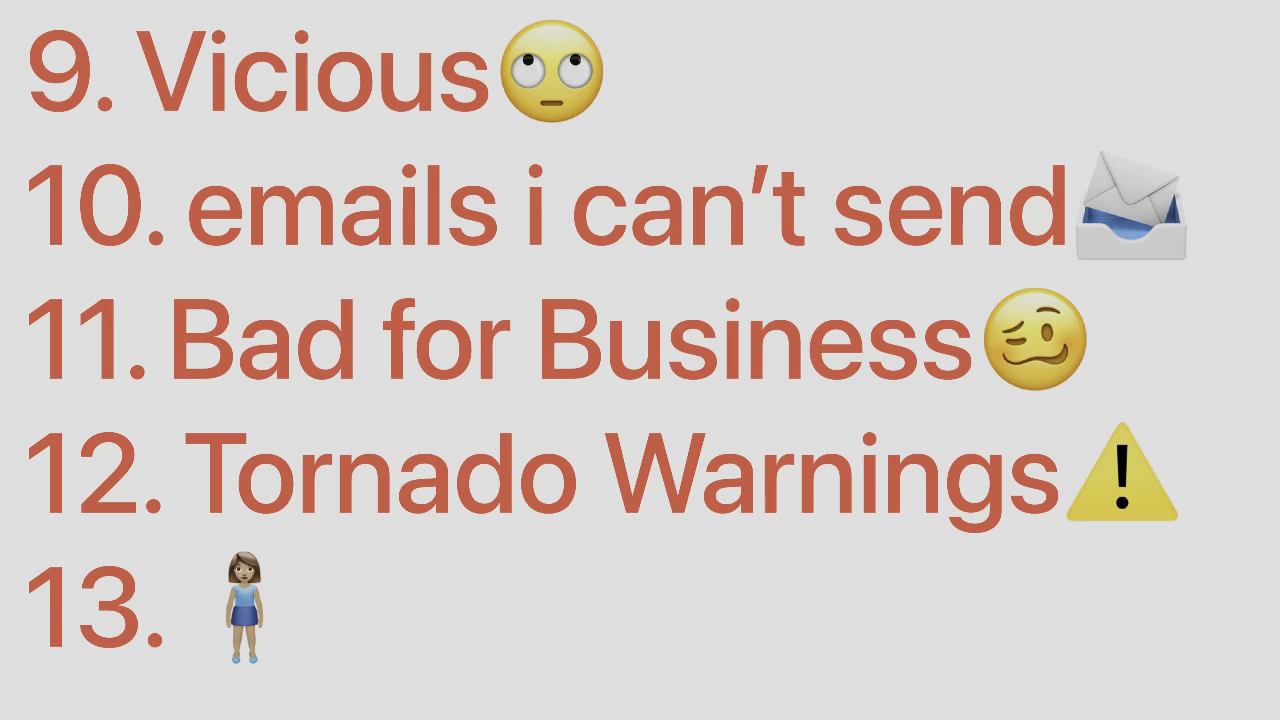 9. Vicious🙄
10. emails i can’t send📨
11. Bad for Business🥴
12. Tornado Warnings⚠️
13. 🧍🏽‍♀️